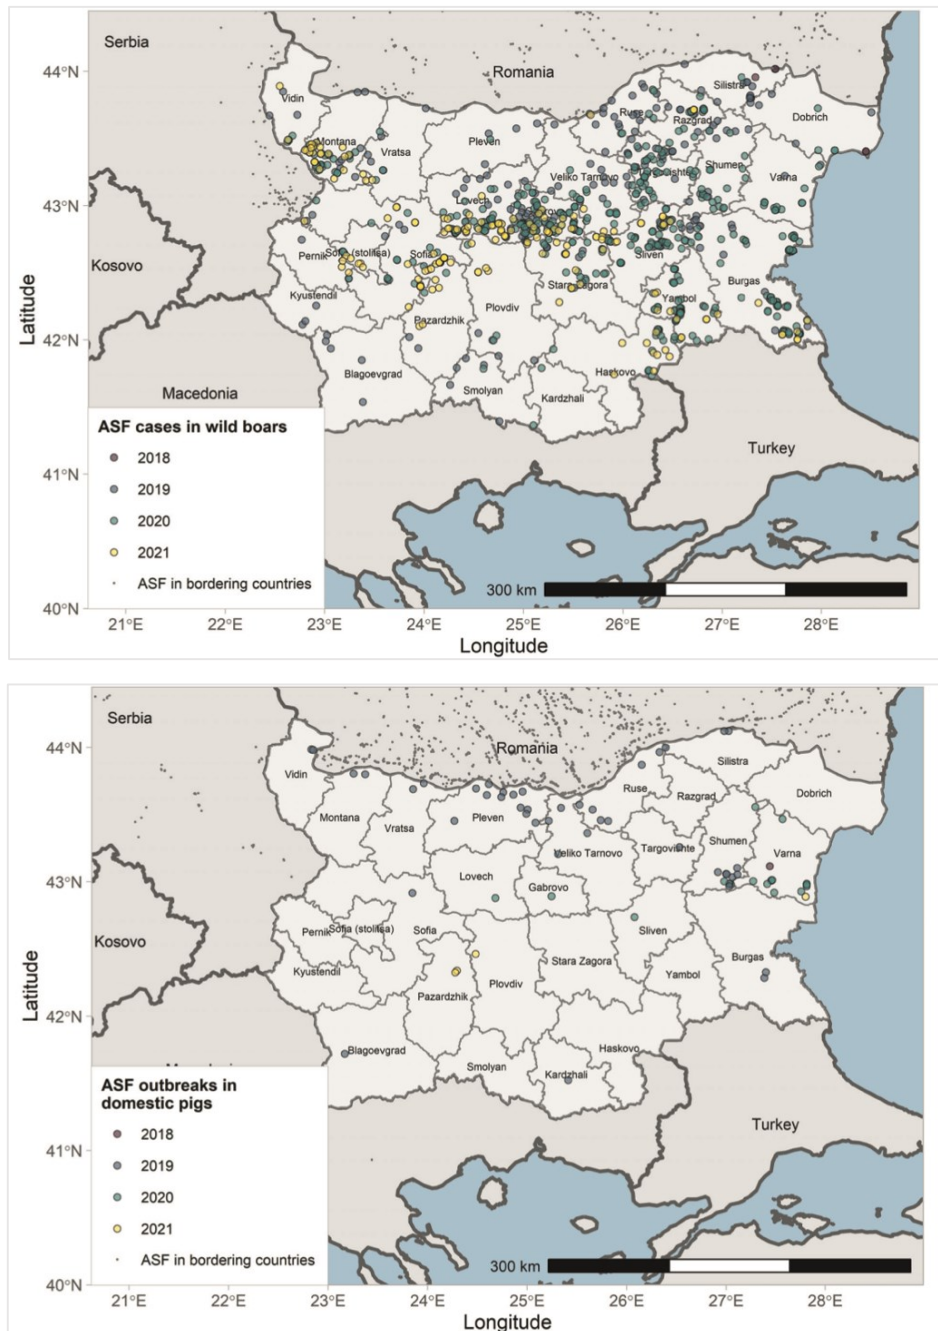 Serbia
44°N
Romania
Silistra
Vidin
Dobrich
Ruse
Razgrad
Montana
Pleven
Vratsa
Shumen
Veliko Tarnovo
Varna
Lovech
43°N
Pernik
Sofia (stolitsa)
Sofia
Sliven
Kosovo
Stara Zagora
Burgas
Kyustendil
Plovdiv
Yambol
Latitude
Pazardzhik
42°N
Blagoevgrad
Haskovo
Smolyan
Kardzhali
Macedonia
ASF cases in wild boars
2018
2019
2020
2021
ASF in bordering countries
Turkey
41°N
300 km
40°N
21°E 22°E 23°E 24°E 25°E 26°E 27°E 28°E
Longitude
Serbia
44°N
Romania
Silistra
Vidin
Ruse
Dobrich
Razgrad
Montana
Pleven
Vratsa
Shumen
Targovishte
Veliko Tarnovo
Varna
Lovech
43°N
Gabrovo
Pernik
Sofia (stolitsa)
Sofia
Sliven
Kosovo
Stara Zagora
Burgas
Kyustendil
Yambol
Plovdiv
Latitude
Pazardzhik
42°N
Blagoevgrad
Haskovo
Smolyan
Kardzhali
ASF outbreaks in
domestic pigs
2018
2019
2020
2021
ASF in bordering countries
Turkey
41°N
300 km
40°N
21°E 22°E 23°E 24°E 25°E 26°E 27°E 28°E
Longitude